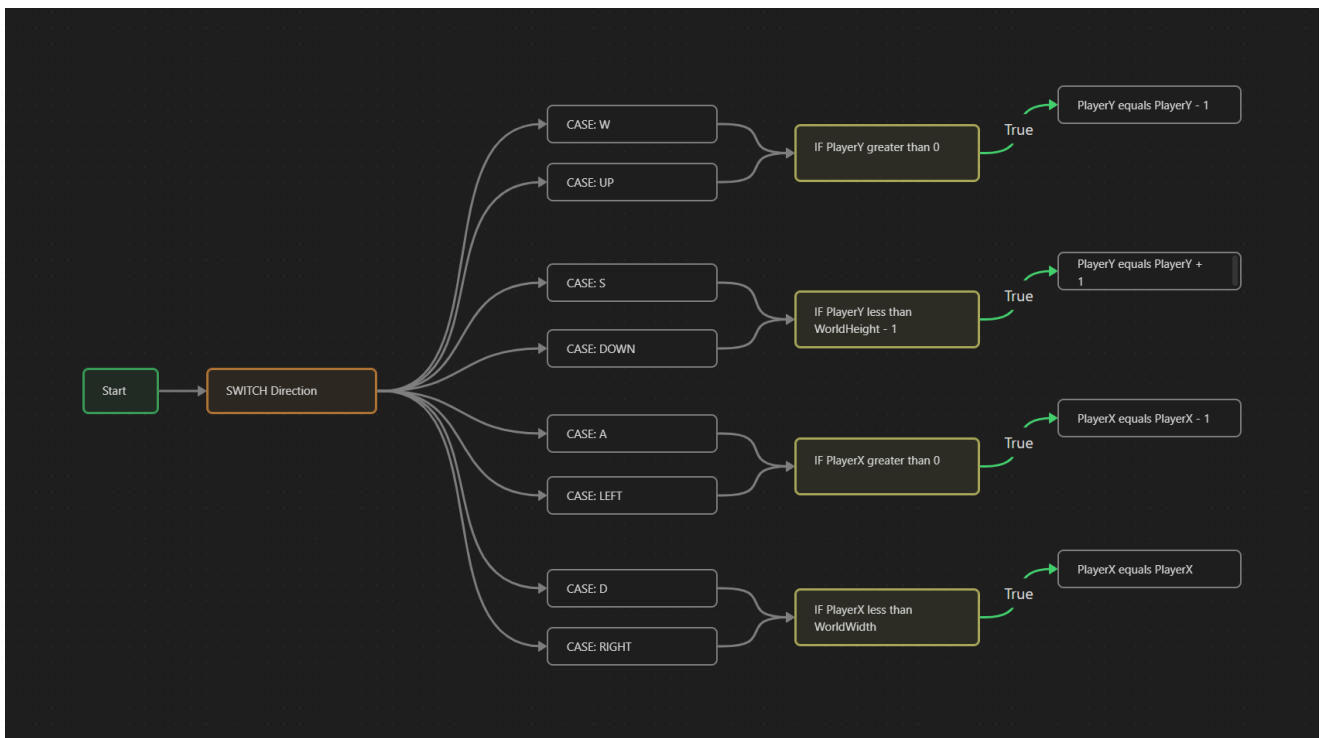 Start
SWITCH Direction
CASE: W
CASE: UP
IF PlayerY greater than 0
True
PlayerY equals PlayerY - 1
CASE: S
CASE: DOWN
IF PlayerY less than
WorldHeight - 1
True
PlayerY equals PlayerY +
1
CASE: A
CASE: LEFT
IF PlayerX greater than 0
True
PlayerX equals PlayerX - 1
CASE: D
CASE: RIGHT
IF PlayerX less than
WorldWidth
True
PlayerX equals PlayerX